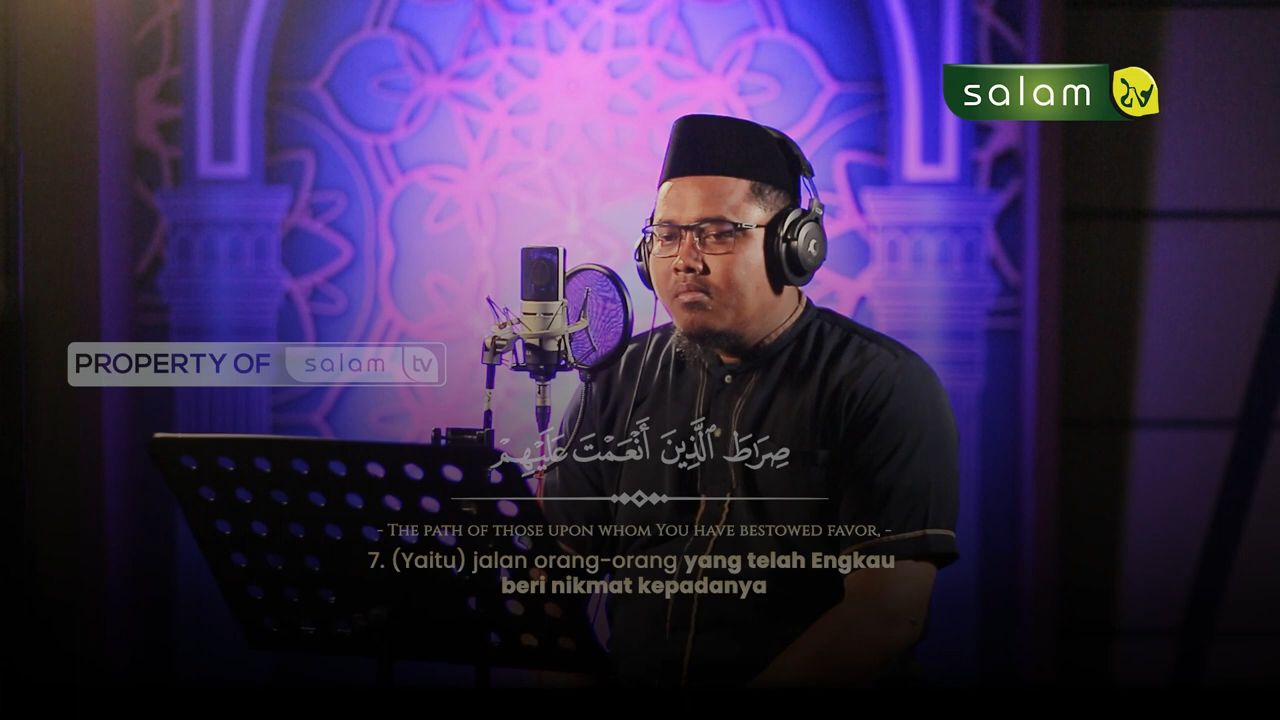 salam tv
PROPERTY OF salam tv
صِرَٰطَ ٱلَّذِينَ أَنْعَمْتَ عَلَيْهِمْ
- The path of those upon whom You have bestowed favor, -
7. (Yaitu) jalan orang-orang yang telah Engkau
beri nikmat kepadanya